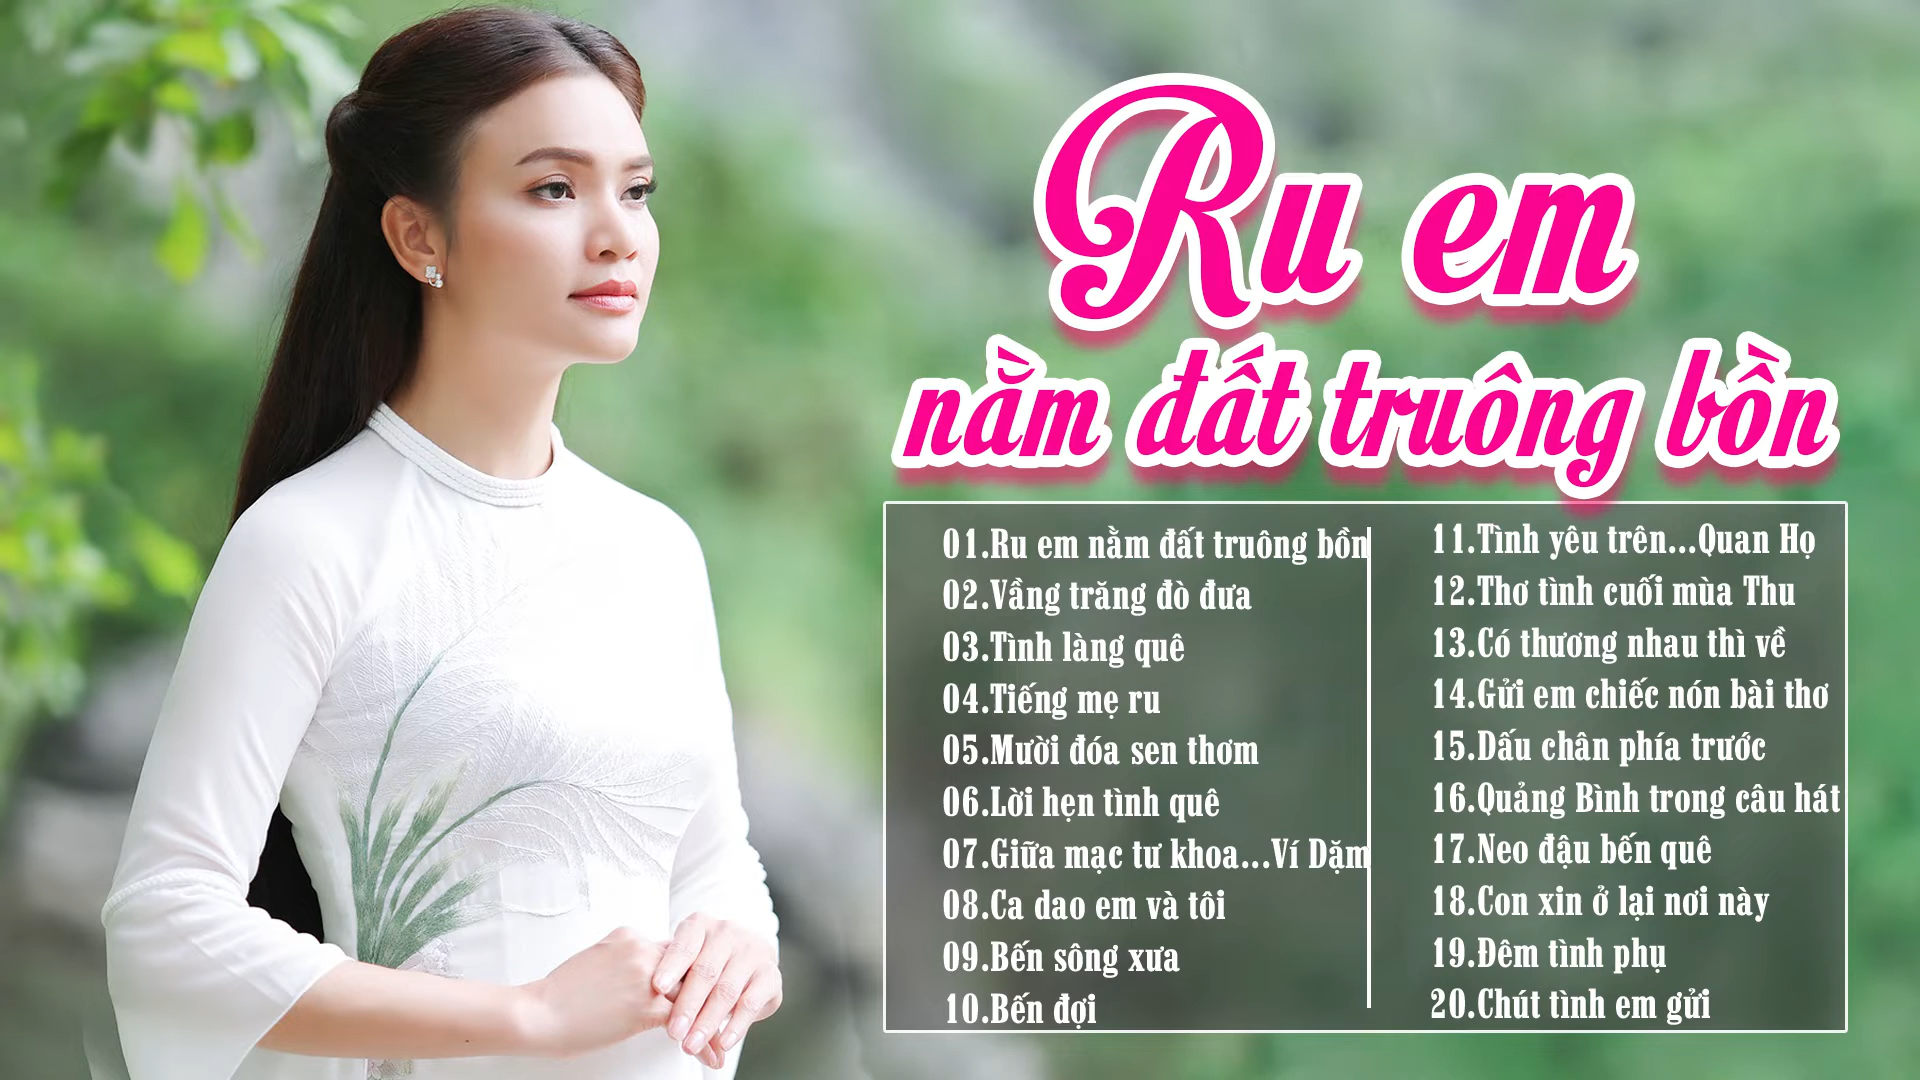 Ru em
nằm đất truông bồn
01.Ru em nằm đất truông bồn
02.Vầng trăng đò đưa
03.Tình làng quê
04.Tiếng mẹ ru
05.Mười đóa sen thơm
06.Lời hẹn tình quê
07.Giữa mạc tư khoa...Ví Dặm
08.Ca dao em và tôi
09.Bến sông xưa
10.Bến đợi
11.Tình yêu trên...Quan Họ
12.Thơ tình cuối mùa Thu
13.Có thương nhau thì về
14.Gửi em chiếc nón bài thơ
15.Dấu chân phía trước
16.Quảng Bình trong câu hát
17.Neo đậu bến quê
18.Con xin ở lại nơi này
19.Đêm tình phụ
20.Chút tình em gửi